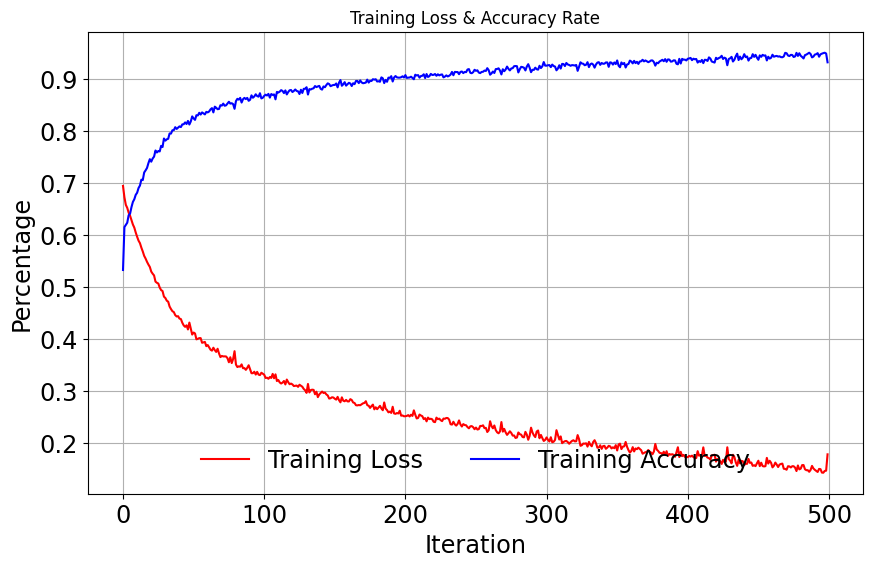 Training Loss & Accuracy Rate
Percentage
0.9
0.8
0.7
0.6
0.5
0.4
0.3
0.2
Training Loss Training Accuracy
0 100 200 300 400 500
Iteration